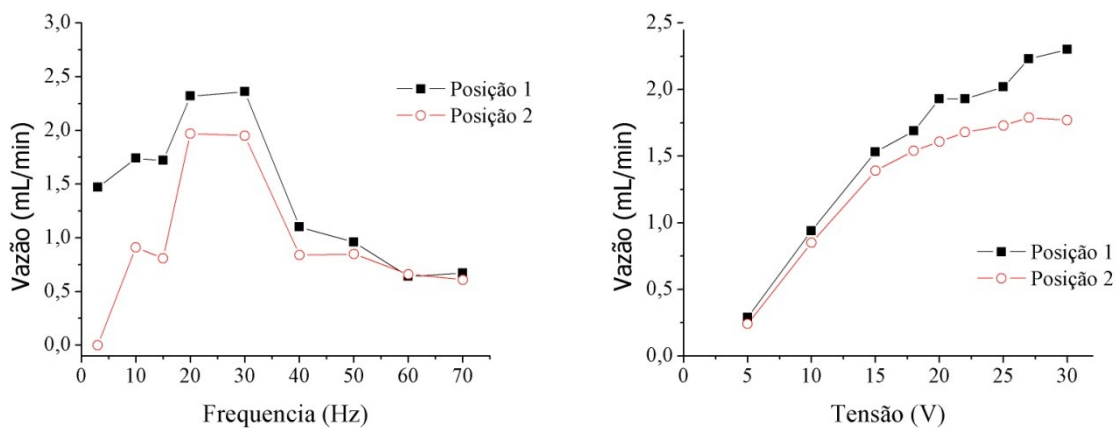 3,0
2,5
2,0
1,5
1,0
0,5
0,0
Vazão (mL/min)
Posição 1
Posição 2
0 10 20 30 40 50 60 70
Frequencia (Hz)
2,5
2,0
1,5
1,0
0,5
0,0
Vazão (mL/min)
Posição 1
Posição 2
0 5 10 15 20 25 30
Tensão (V)